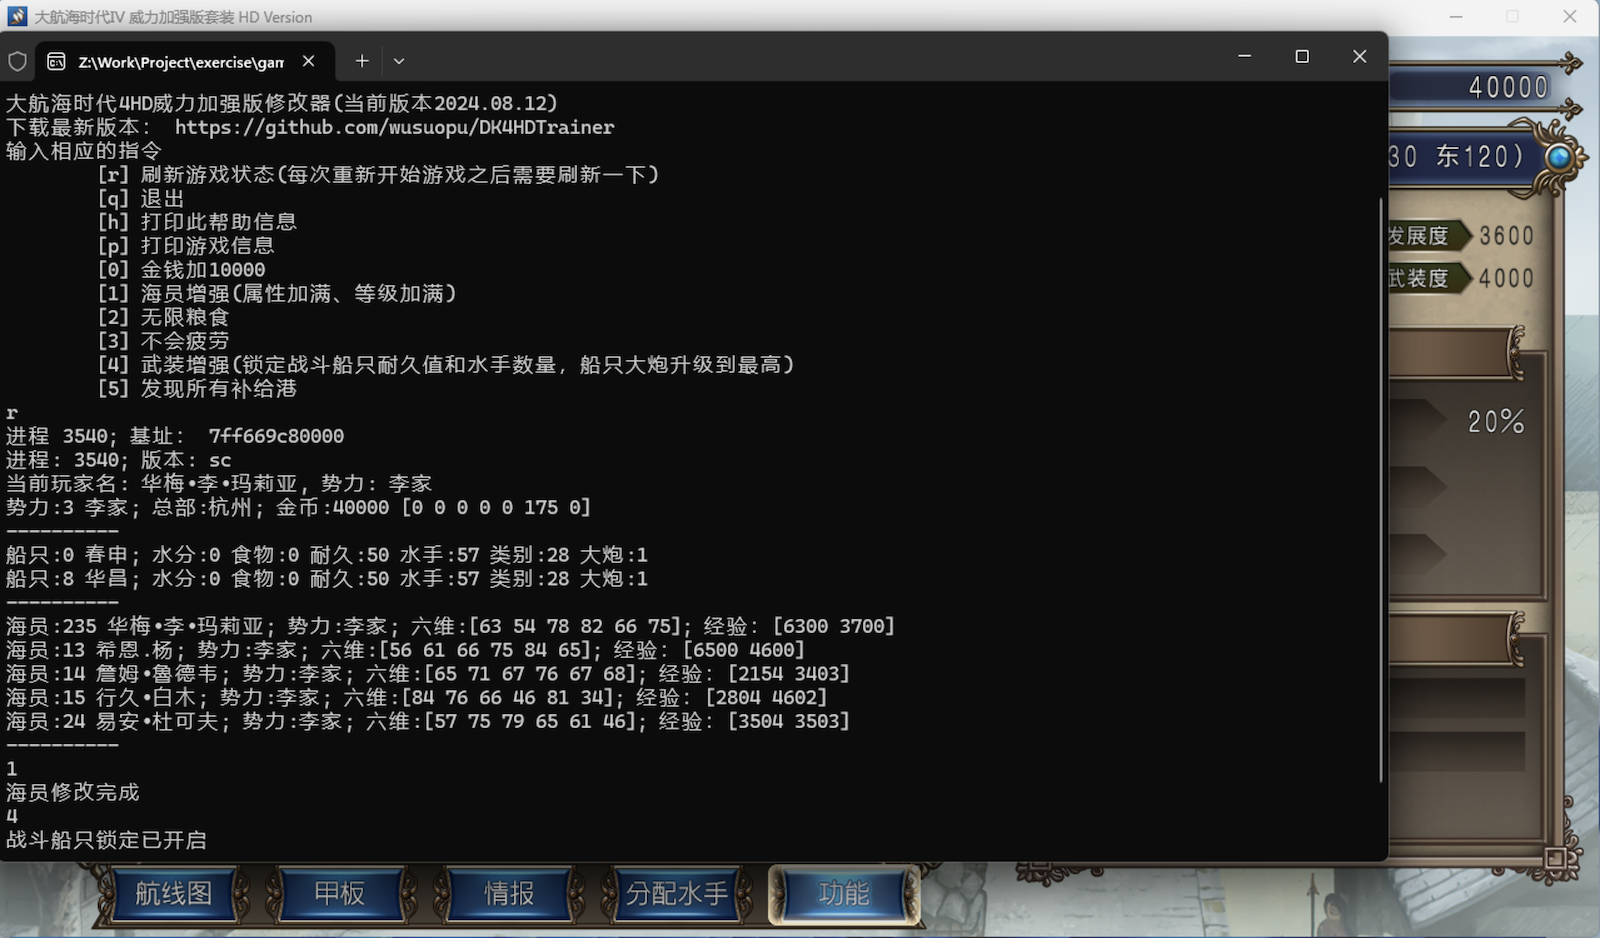 大航海时代IV 威力加强版套装 HD Version
Z:\Work\Project\exercise\gam
大航海时代4HD威力加强版修改器(当前版本2024.08.12)
下载最新版本： https://github.com/wusuopu/DK4HDTrainer
输入相应的指令
[r] 刷新游戏状态(每次重新开始游戏之后需要刷新一下)
[q] 退出
[h] 打印此帮助信息
[p] 打印游戏信息
[0] 金钱加10000
[1] 海员增强(属性加满、等级加满)
[2] 无限粮食
[3] 不会疲劳
[4] 武装增强(锁定战斗船只耐久值和水手数量，船只大炮升级到最高)
[5] 发现所有补给港
r
进程 3540; 基址： 7ff669c80000
进程: 3540; 版本: sc
当前玩家名: 华梅•李•玛莉亚, 势力: 李家
势力:3 李家; 总部:杭州; 金币:40000 [0 0 0 0 0 175 0]
----------
船只:0 春申; 水分:0 食物:0 耐久:50 水手:57 类别:28 大炮:1
船只:8 华昌; 水分:0 食物:0 耐久:50 水手:57 类别:28 大炮:1
----------
海员:235 华梅•李•玛莉亚; 势力:李家; 六维:[63 54 78 82 66 75]; 经验: [6300 3700]
海员:13 希恩.杨; 势力:李家; 六维:[56 61 66 75 84 65]; 经验: [6500 4600]
海员:14 詹姆•鲁德韦; 势力:李家; 六维:[65 71 67 76 67 68]; 经验: [2154 3403]
海员:15 行久•白木; 势力:李家; 六维:[84 76 66 46 81 34]; 经验: [2804 4602]
海员:24 易安•杜可夫; 势力:李家; 六维:[57 75 79 65 61 46]; 经验: [3504 3503]
----------
1
海员修改完成
4
战斗船只锁定已开启
40000
30 东120)
发展度 3600
武装度 4000
20%
航线图 甲板 情报 分配水手 功能